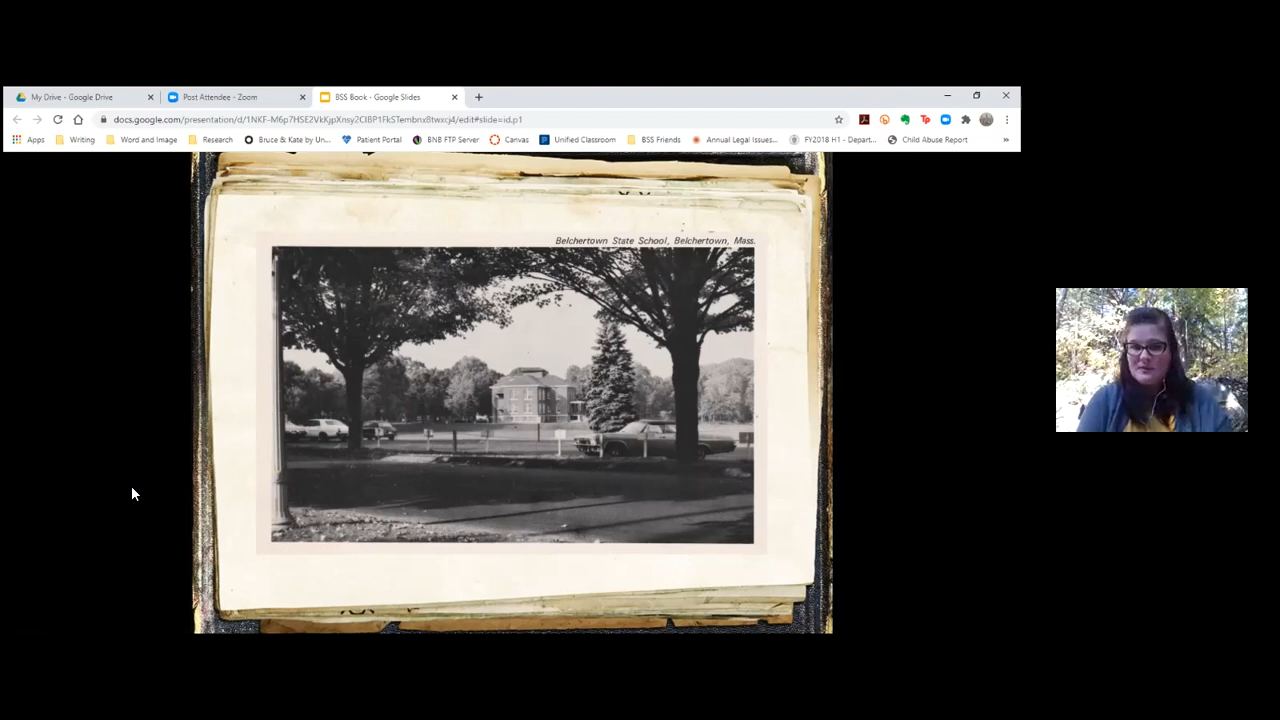 My Drive - Google Drive
Post Attendee - Zoom
BSS Book - Google Slides
docs.google.com/presentation/d/1NKF-M6p7HSE2VkKjpXnsy2ClBP1FkSTembnx8twxcj4/edit#slide=id.p1
Apps Writing Word and Image Research Bruce & Kate by Un... Patient Portal BNB FTP Server Canvas Unified Classroom BSS Friends Annual Legal Issues... FY2018 H1 - Depart... Child Abuse Report »
Belchertown State School, Belchertown, Mass.